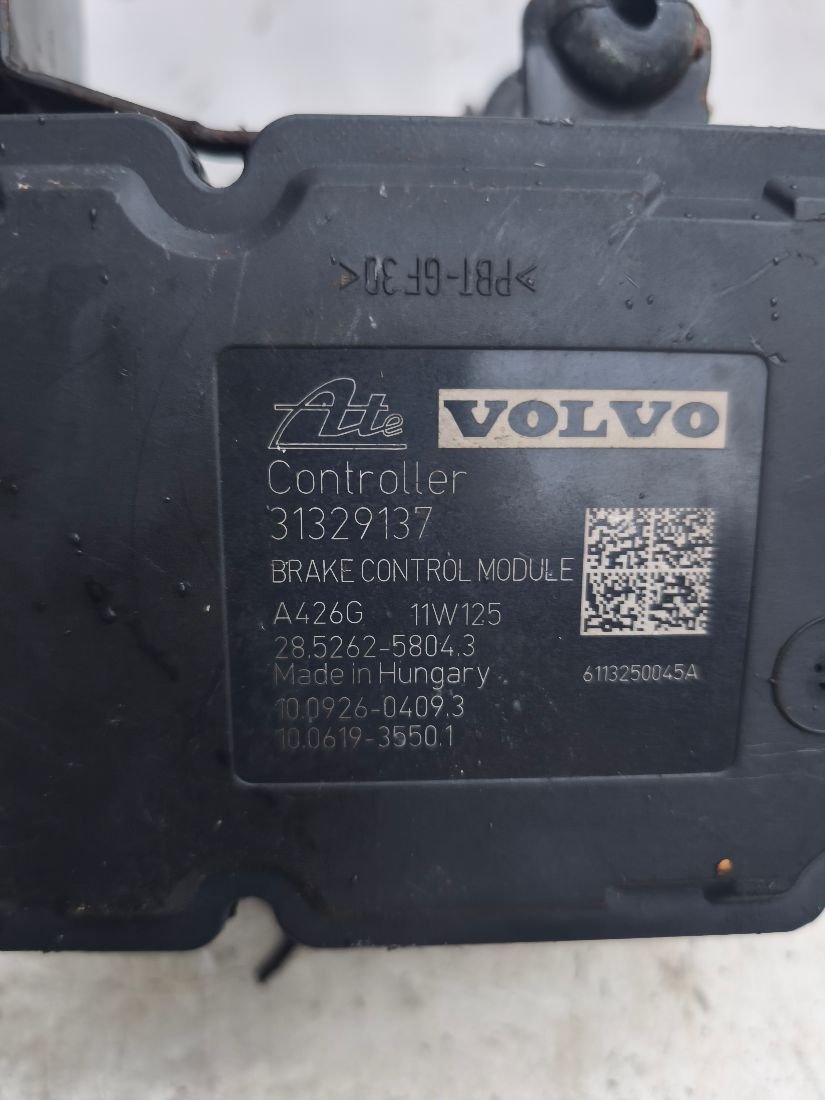 >PBT-GF30<
Ate VOLVO
Controller
31329137
BRAKE CONTROL MODULE
A426G 11W125
28.5262-5804.3
Made in Hungary
6113250045A
10.0926-0409.3
10.0619-3550.1